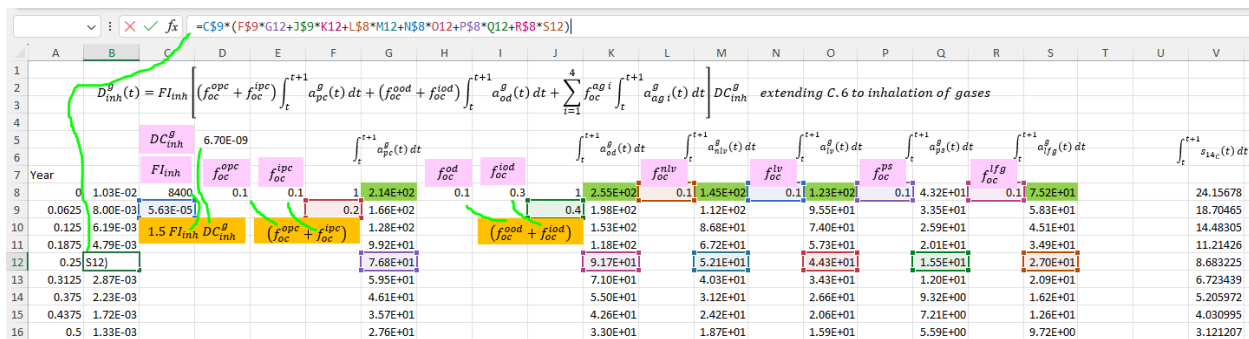 fx =C$9*(F$9*G12+J$9*K12+L$8*M12+N$8*O12+P$8*Q12+R$8*S12)
A B C D E F G H I J K L M N O P Q R S T U V
1
2 D^g_inh(t) = FI_inh [(f^opc_oc + f^ipc_oc) ∫_t^{t+1} a^g_pc(t) dt + (f^ood_oc + f^iod_oc) ∫_t^{t+1} a^g_od(t) dt + ∑_{i=1}^4 f^{ag i}_oc ∫_t^{t+1} a^g_{ag i}(t) dt] DC^g_inh extending C.6 to inhalation of gases
3
4
5 DC^g_inh 6.70E-09 ∫_t^{t+1} a^g_pc(t) dt ∫_t^{t+1} a^g_od(t) dt ∫_t^{t+1} a^g_nlv(t) dt ∫_t^{t+1} a^g_lv(t) dt ∫_t^{t+1} a^g_ps(t) dt ∫_t^{t+1} a^g_lfg(t) dt ∫_t^{t+1} s_14C(t) dt
6
7 Year FI_inh f^opc_oc f^ipc_oc f^od_oc f^iod_oc f^nlv_oc f^lv_oc f^ps_oc f^lfg_oc
8 0 1.03E-02 8400 0.1 0.1 1 2.14E+02 0.1 0.3 1 2.55E+02 0.1 1.45E+02 0.1 1.23E+02 0.1 4.32E+01 0.1 7.52E+01 24.15678
9 0.0625 8.00E-03 5.63E-05 0.2 1.66E+02 0.4 1.98E+02 1.12E+02 9.55E+01 3.35E+01 5.83E+01 18.70465
10 0.125 6.19E-03 1.5 FI_inh DC^g_inh (f^opc_oc + f^ipc_oc) 1.28E+02 (f^ood_oc + f^iod_oc) 1.53E+02 8.68E+01 7.40E+01 2.59E+01 4.51E+01 14.48305
11 0.1875 4.79E-03 9.92E+01 1.18E+02 6.72E+01 5.73E+01 2.01E+01 3.49E+01 11.21426
12 0.25 S12) 7.68E+01 9.17E+01 5.21E+01 4.43E+01 1.55E+01 2.70E+01 8.683225
13 0.3125 2.87E-03 5.95E+01 7.10E+01 4.03E+01 3.43E+01 1.20E+01 2.09E+01 6.723439
14 0.375 2.23E-03 4.61E+01 5.50E+01 3.12E+01 2.66E+01 9.32E+00 1.62E+01 5.205972
15 0.4375 1.72E-03 3.57E+01 4.26E+01 2.42E+01 2.06E+01 7.21E+00 1.26E+01 4.030995
16 0.5 1.33E-03 2.76E+01 3.30E+01 1.87E+01 1.59E+01 5.59E+00 9.72E+00 3.121207